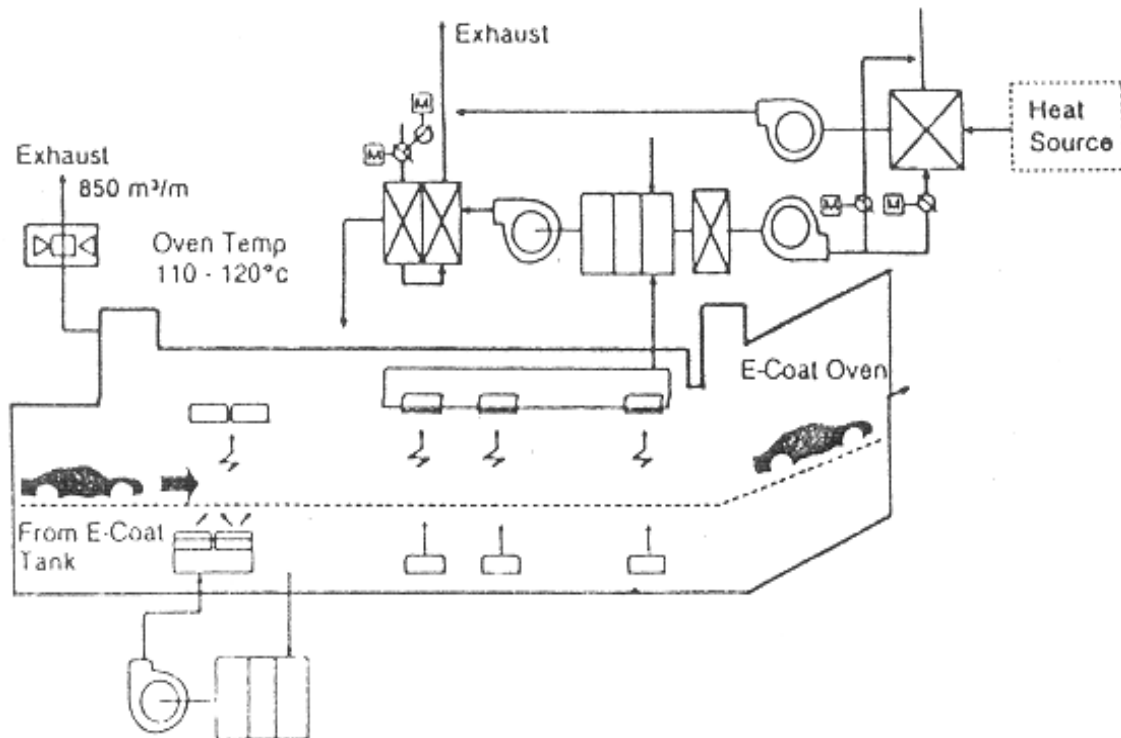 Exhaust
Heat
Source
M
M
Exhaust
850 m³/m
M
M
Oven Temp
110 - 120°c
E-Coat Oven
From E-Coat
Tank